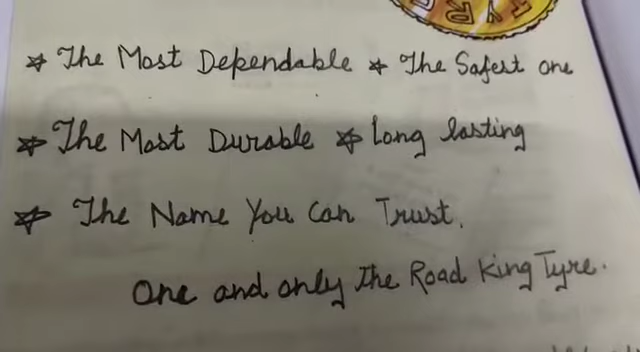 TYRE
☆ The Most Dependable ☆ The Safest one
☆ The Most Durable ☆ Long lasting
☆ The Name You Can Trust.
One and only The Road King Tyre.